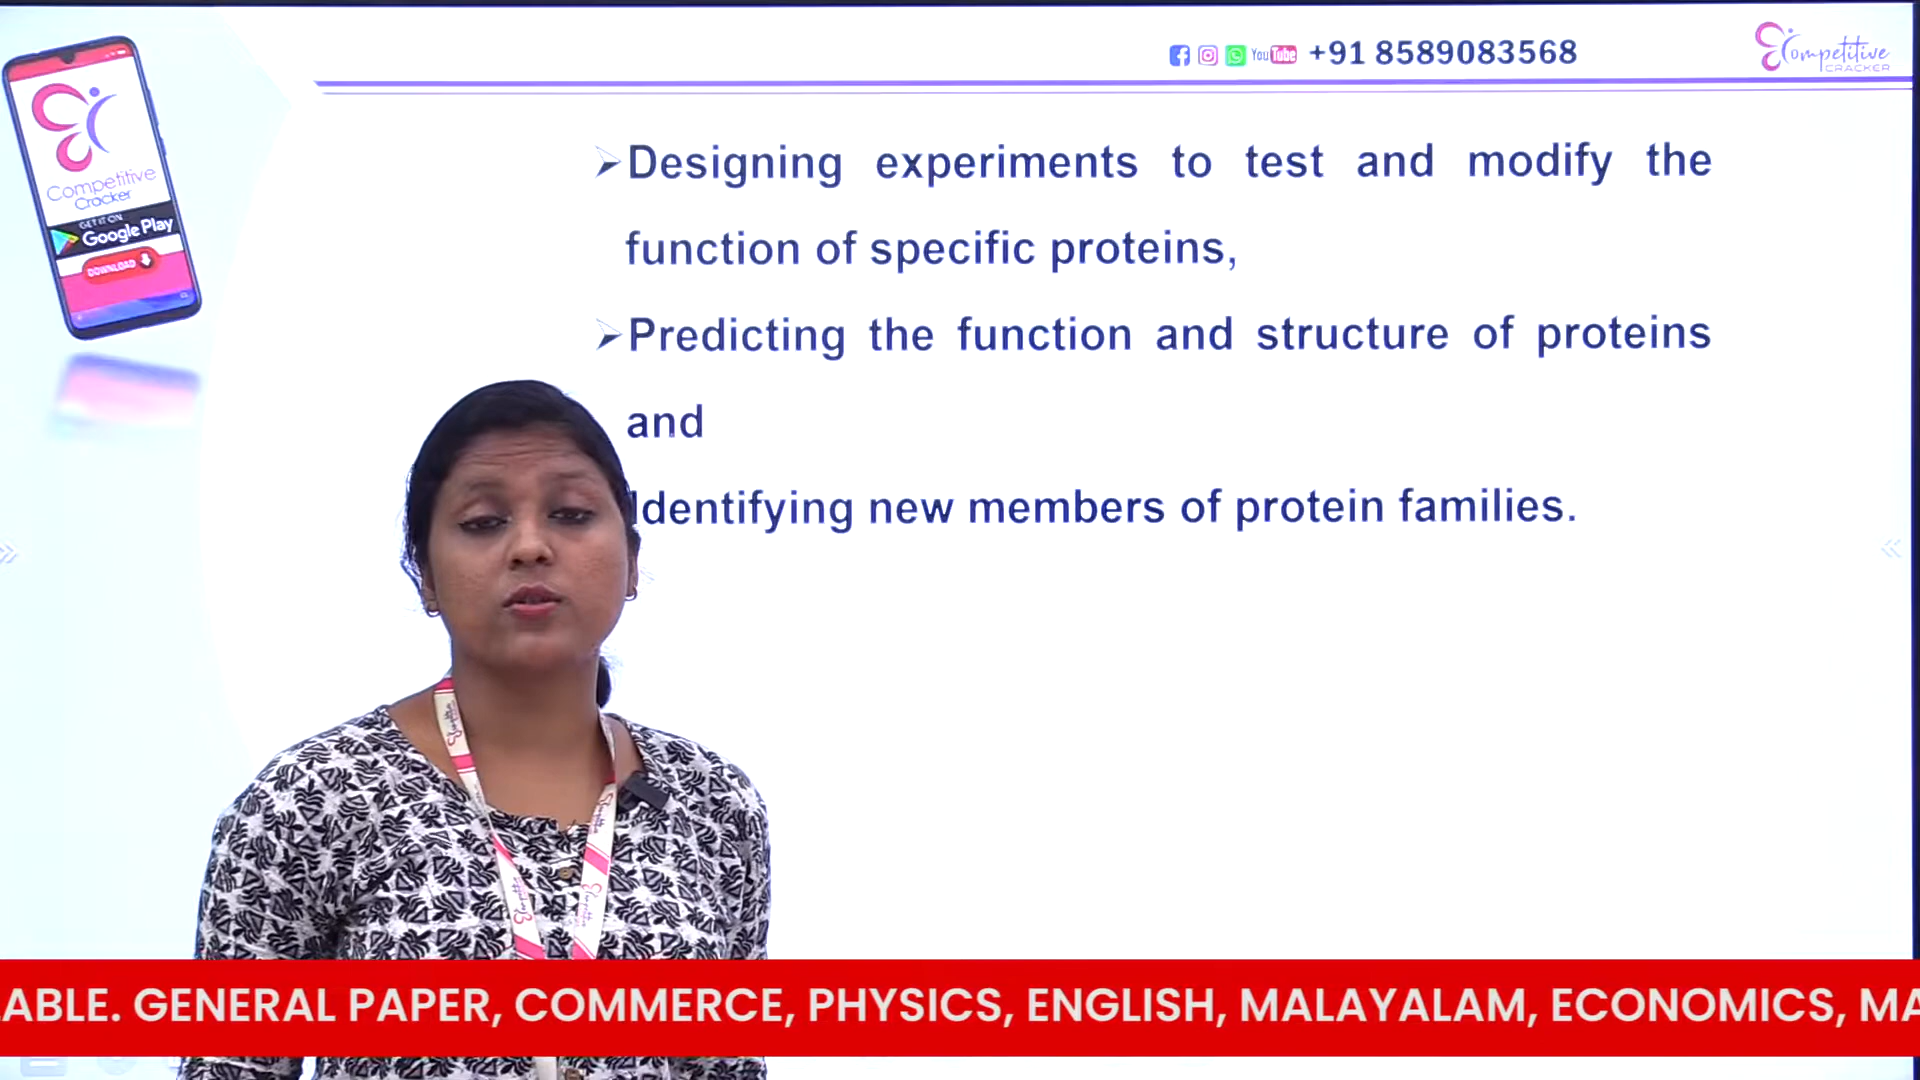 YouTube +91 8589083568
Competitive
CRACKER
Competitive
Cracker
GET IT ON
Google Play
DOWNLOAD
➢Designing experiments to test and modify the
function of specific proteins,
➢Predicting the function and structure of proteins
and
Identifying new members of protein families.
ABLE. GENERAL PAPER, COMMERCE, PHYSICS, ENGLISH, MALAYALAM, ECONOMICS, MA